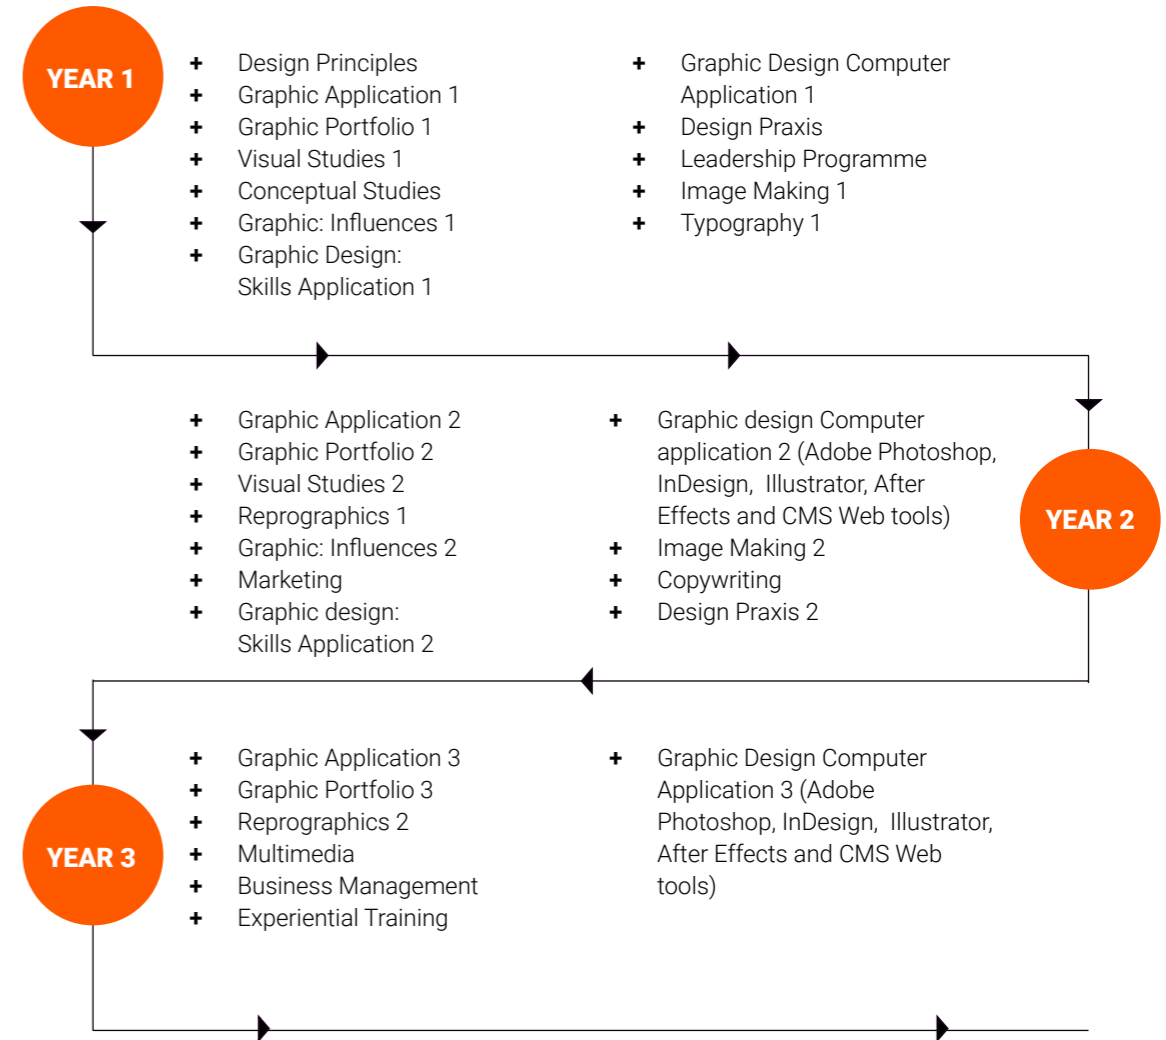 YEAR 1
+ Design Principles
+ Graphic Application 1
+ Graphic Portfolio 1
+ Visual Studies 1
+ Conceptual Studies
+ Graphic: Influences 1
+ Graphic Design:
Skills Application 1
+ Graphic Design Computer
Application 1
+ Design Praxis
+ Leadership Programme
+ Image Making 1
+ Typography 1
+ Graphic Application 2
+ Graphic Portfolio 2
+ Visual Studies 2
+ Reprographics 1
+ Graphic: Influences 2
+ Marketing
+ Graphic design:
Skills Application 2
+ Graphic design Computer
application 2 (Adobe Photoshop,
InDesign, Illustrator, After
Effects and CMS Web tools)
+ Image Making 2
+ Copywriting
+ Design Praxis 2
YEAR 2
YEAR 3
+ Graphic Application 3
+ Graphic Portfolio 3
+ Reprographics 2
+ Multimedia
+ Business Management
+ Experiential Training
+ Graphic Design Computer
Application 3 (Adobe
Photoshop, InDesign, Illustrator,
After Effects and CMS Web
tools)